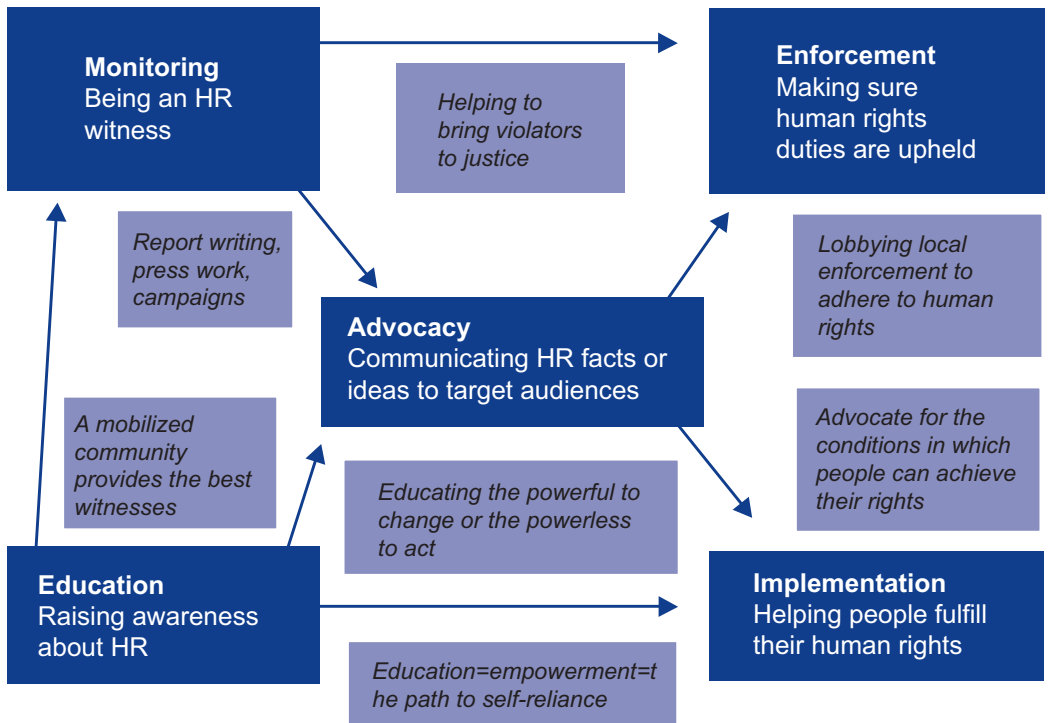 Monitoring
Being an HR
witness
Helping to
bring violators
to justice
Enforcement
Making sure
human rights
duties are upheld
Report writing,
press work,
campaigns
Lobbying local
enforcement to
adhere to human
rights
Advocacy
Communicating HR facts or
ideas to target audiences
A mobilized
community
provides the best
witnesses
Advocate for the
conditions in which
people can achieve
their rights
Educating the powerful to
change or the powerless
to act
Education
Raising awareness
about HR
Implementation
Helping people fulfill
their human rights
Education=empowerment=t
he path to self-reliance